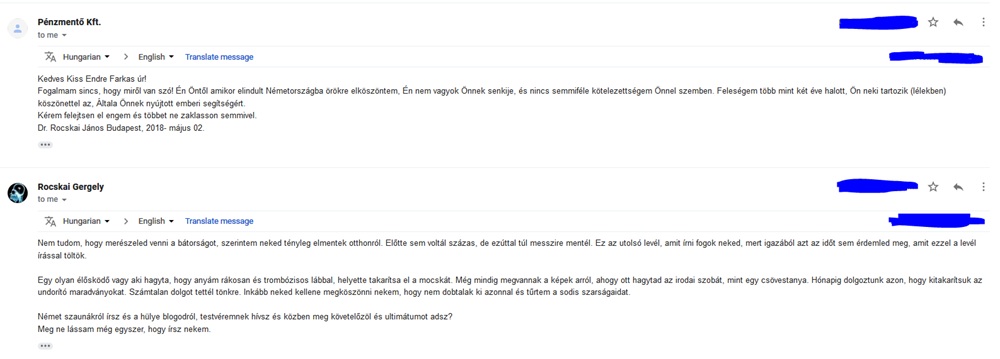 Pénzmentő Kft.
to me
Hungarian > English Translate message
Kedves Kiss Endre Farkas úr!
Fogalmam sincs, hogy miről van szó! Én Öntől amikor elindult Németországba örökre elköszöntem, Én nem vagyok Önnek senkije, és nincs semmiféle kötelezettségem Önnel szemben. Feleségem több mint két éve halott, Ön neki tartozik (lélekben)
köszönettel az, Általa Önnek nyújtott emberi segítségért.
Kérem felejtsen el engem és többet ne zaklasson semmivel.
Dr. Rocskai János Budapest, 2018- május 02.
Rocskai Gergely
to me
Hungarian > English Translate message
Nem tudom, hogy merészeled venni a bátorságot, szerintem neked tényleg elmentek otthonról. Előtte sem voltál százas, de ezúttal túl messzire mentél. Ez az utolsó levél, amit írni fogok neked, mert igazából azt az időt sem érdemled meg, amit ezzel a levél
írással töltök.
Egy olyan élősködő vagy aki hagyta, hogy anyám rákosan és trombózisos lábbal, helyette takarítsa el a mocskát. Még mindig megvannak a képek arról, ahogy ott hagytad az irodai szobát, mint egy csövestanya. Hónapig dolgoztunk azon, hogy kitakarítsuk az
undorító maradványokat. Számtalan dolgot tettél tönkre. Inkább neked kellene megköszönni nekem, hogy nem dobtalak ki azonnal és tűrtem a sodis szarságaidat.
Német szaunákról írsz és a hülye blogodról, testvéremnek hívsz és közben meg követelőzöl és ultimátumot adsz?
Meg ne lássam még egyszer, hogy írsz nekem.